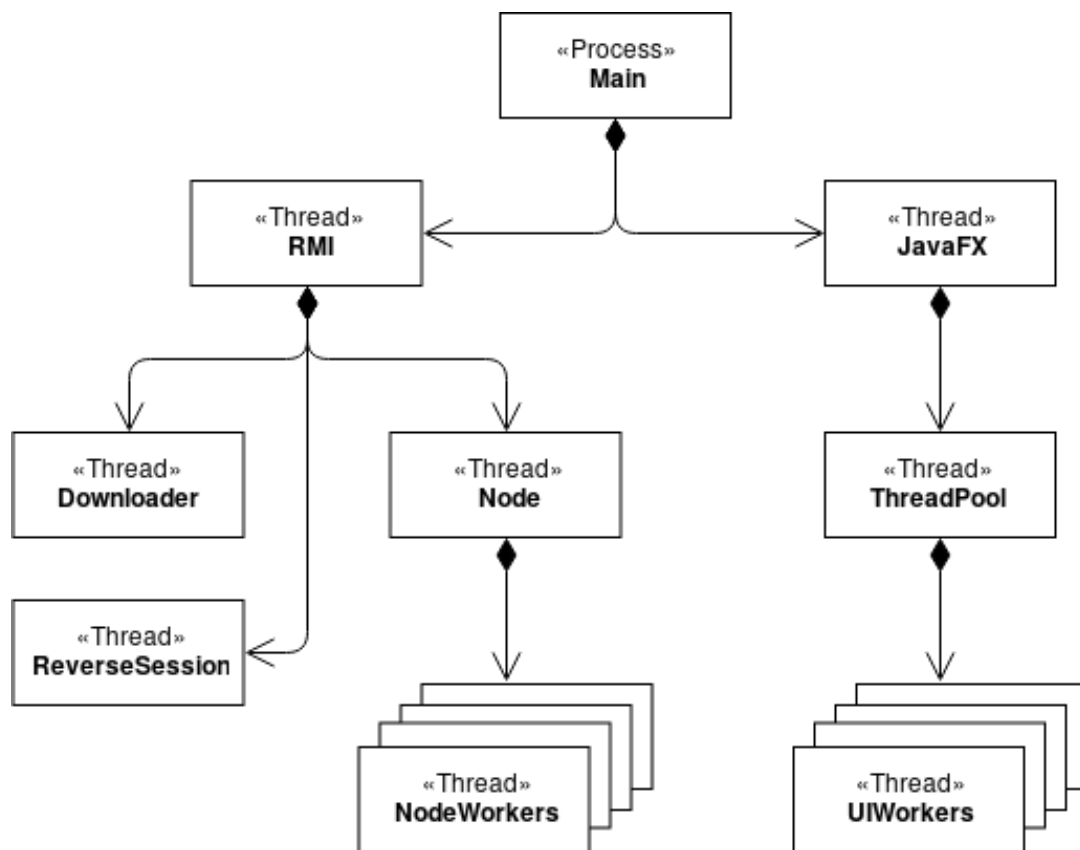 «Process»
Main
«Thread»
RMI
«Thread»
JavaFX
«Thread»
Downloader
«Thread»
Node
«Thread»
ThreadPool
«Thread»
ReverseSession
«Thread»
NodeWorkers
«Thread»
UIWorkers